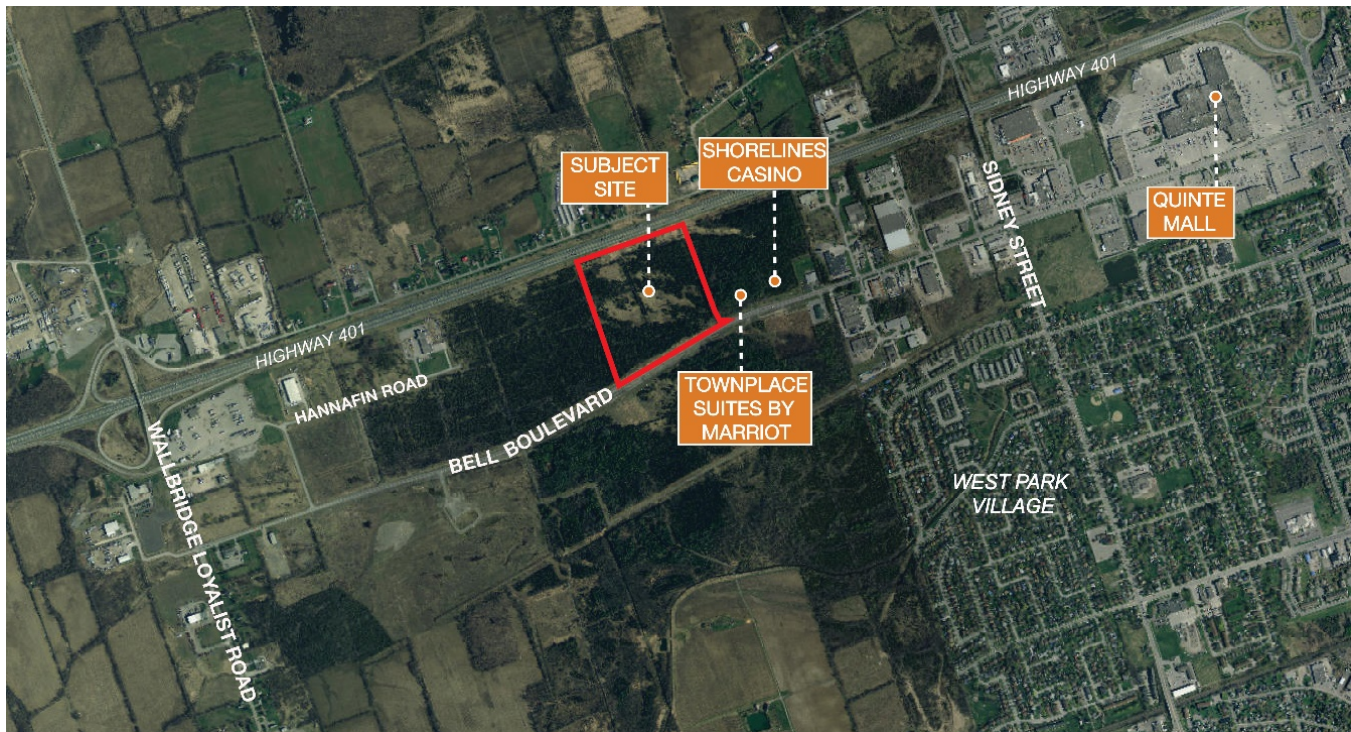 HIGHWAY 401
SHORELINES
CASINO
SUBJECT
SITE
QUINTE
MALL
SIDNEY STREET
HIGHWAY 401
HANNAFIN ROAD
TOWNPLACE
SUITES BY
MARRIOT
BELL BOULEVARD
WALLBRIDGE LOYALIST ROAD
WEST PARK
VILLAGE